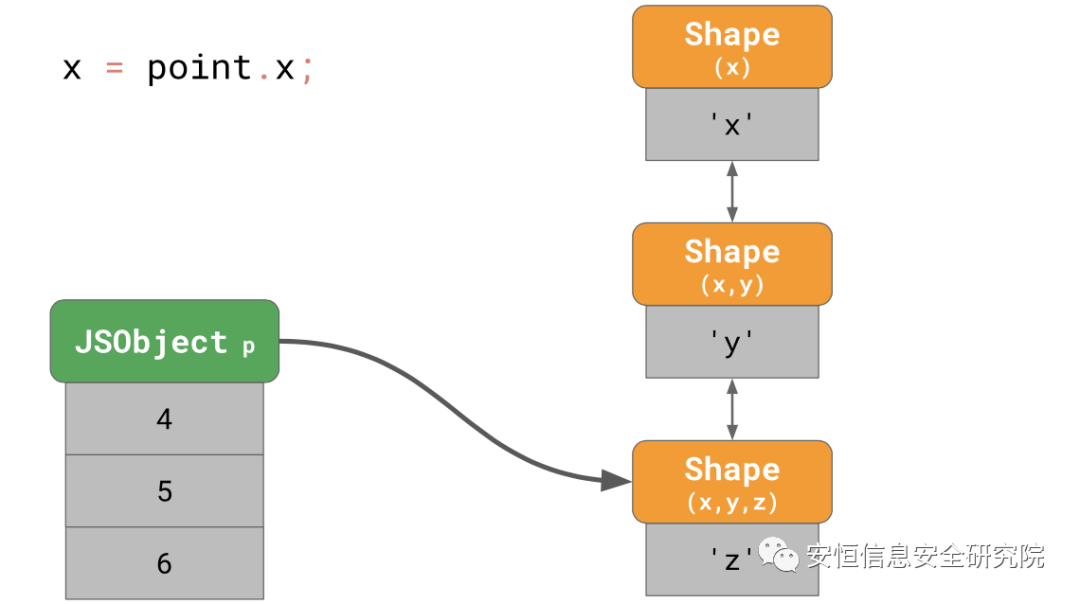 x = point.x;
Shape
(x)
'x'
Shape
(x,y)
'y'
JSObject p
4
5
6
Shape
(x,y,z)
'z'
安恒信息安全研究院